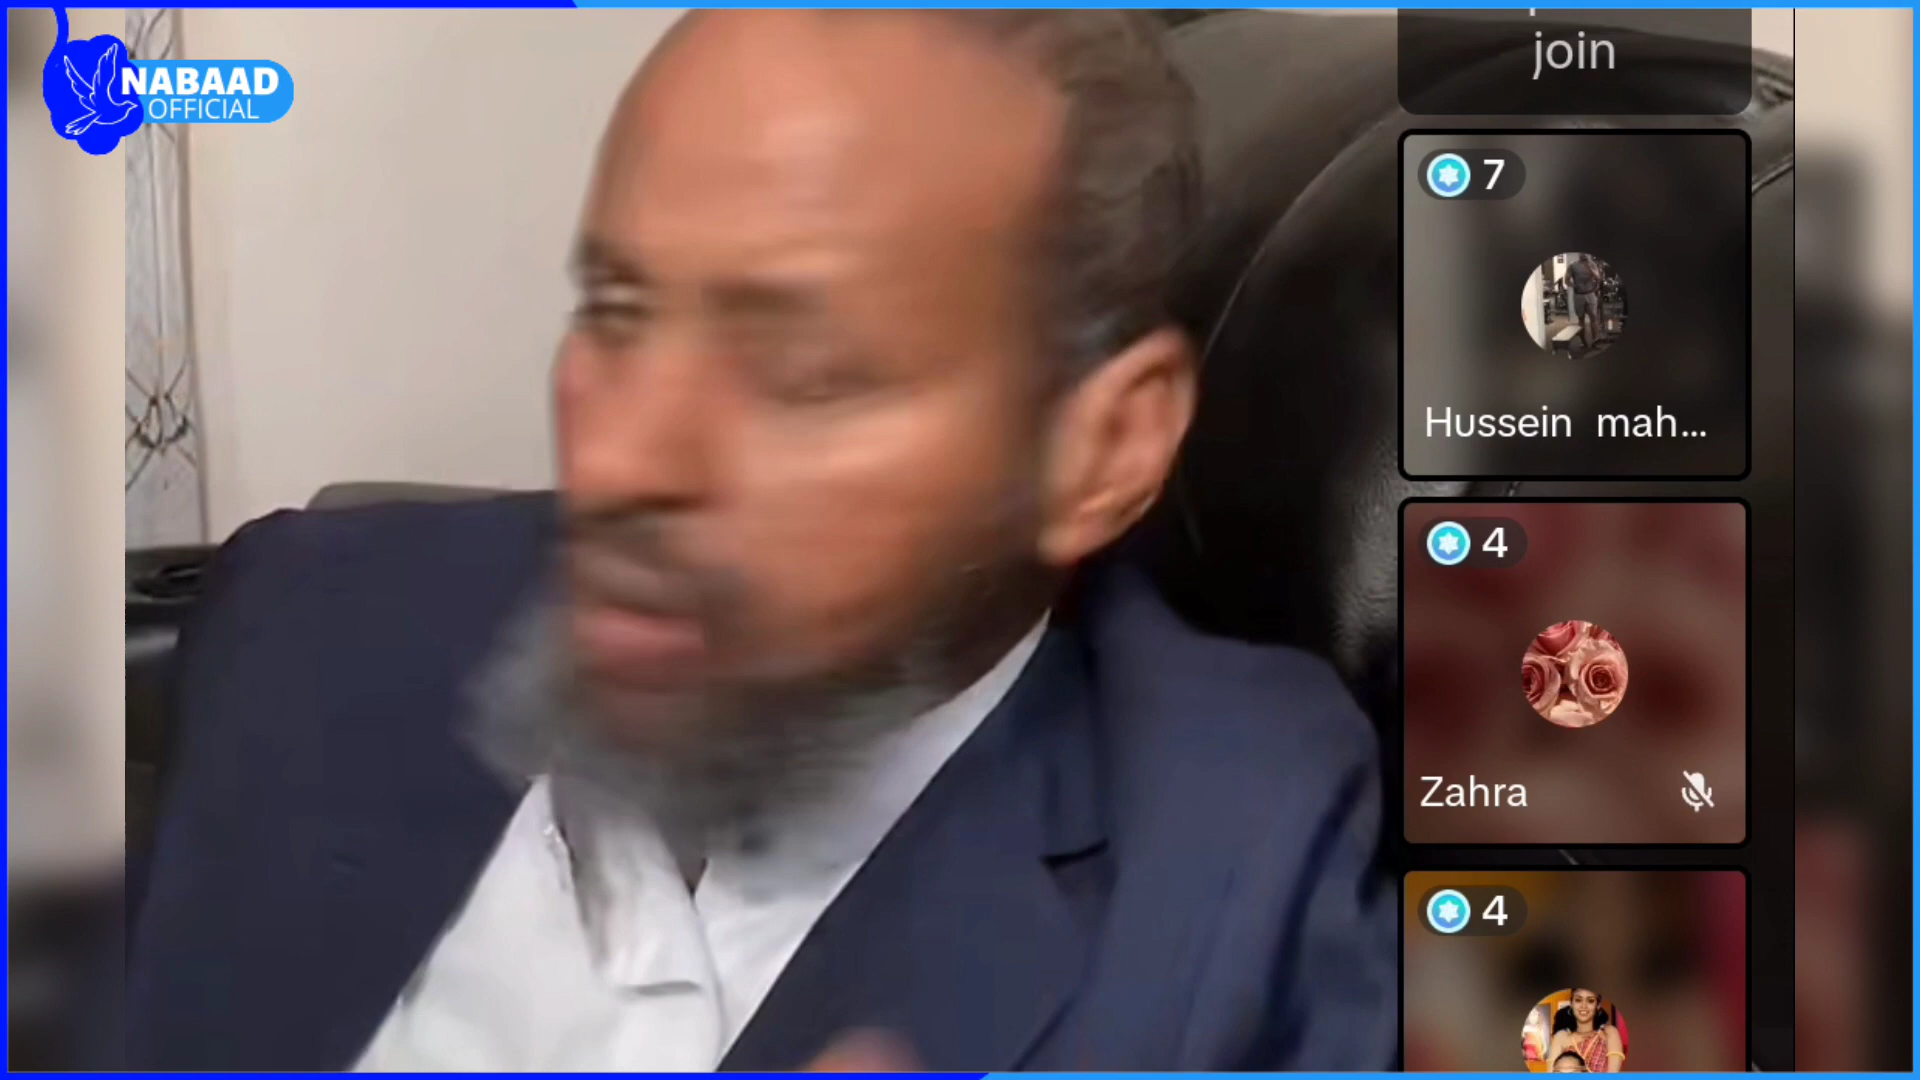 NABAAD
OFFICIAL
join
7
Hussein mah...
4
Zahra
4